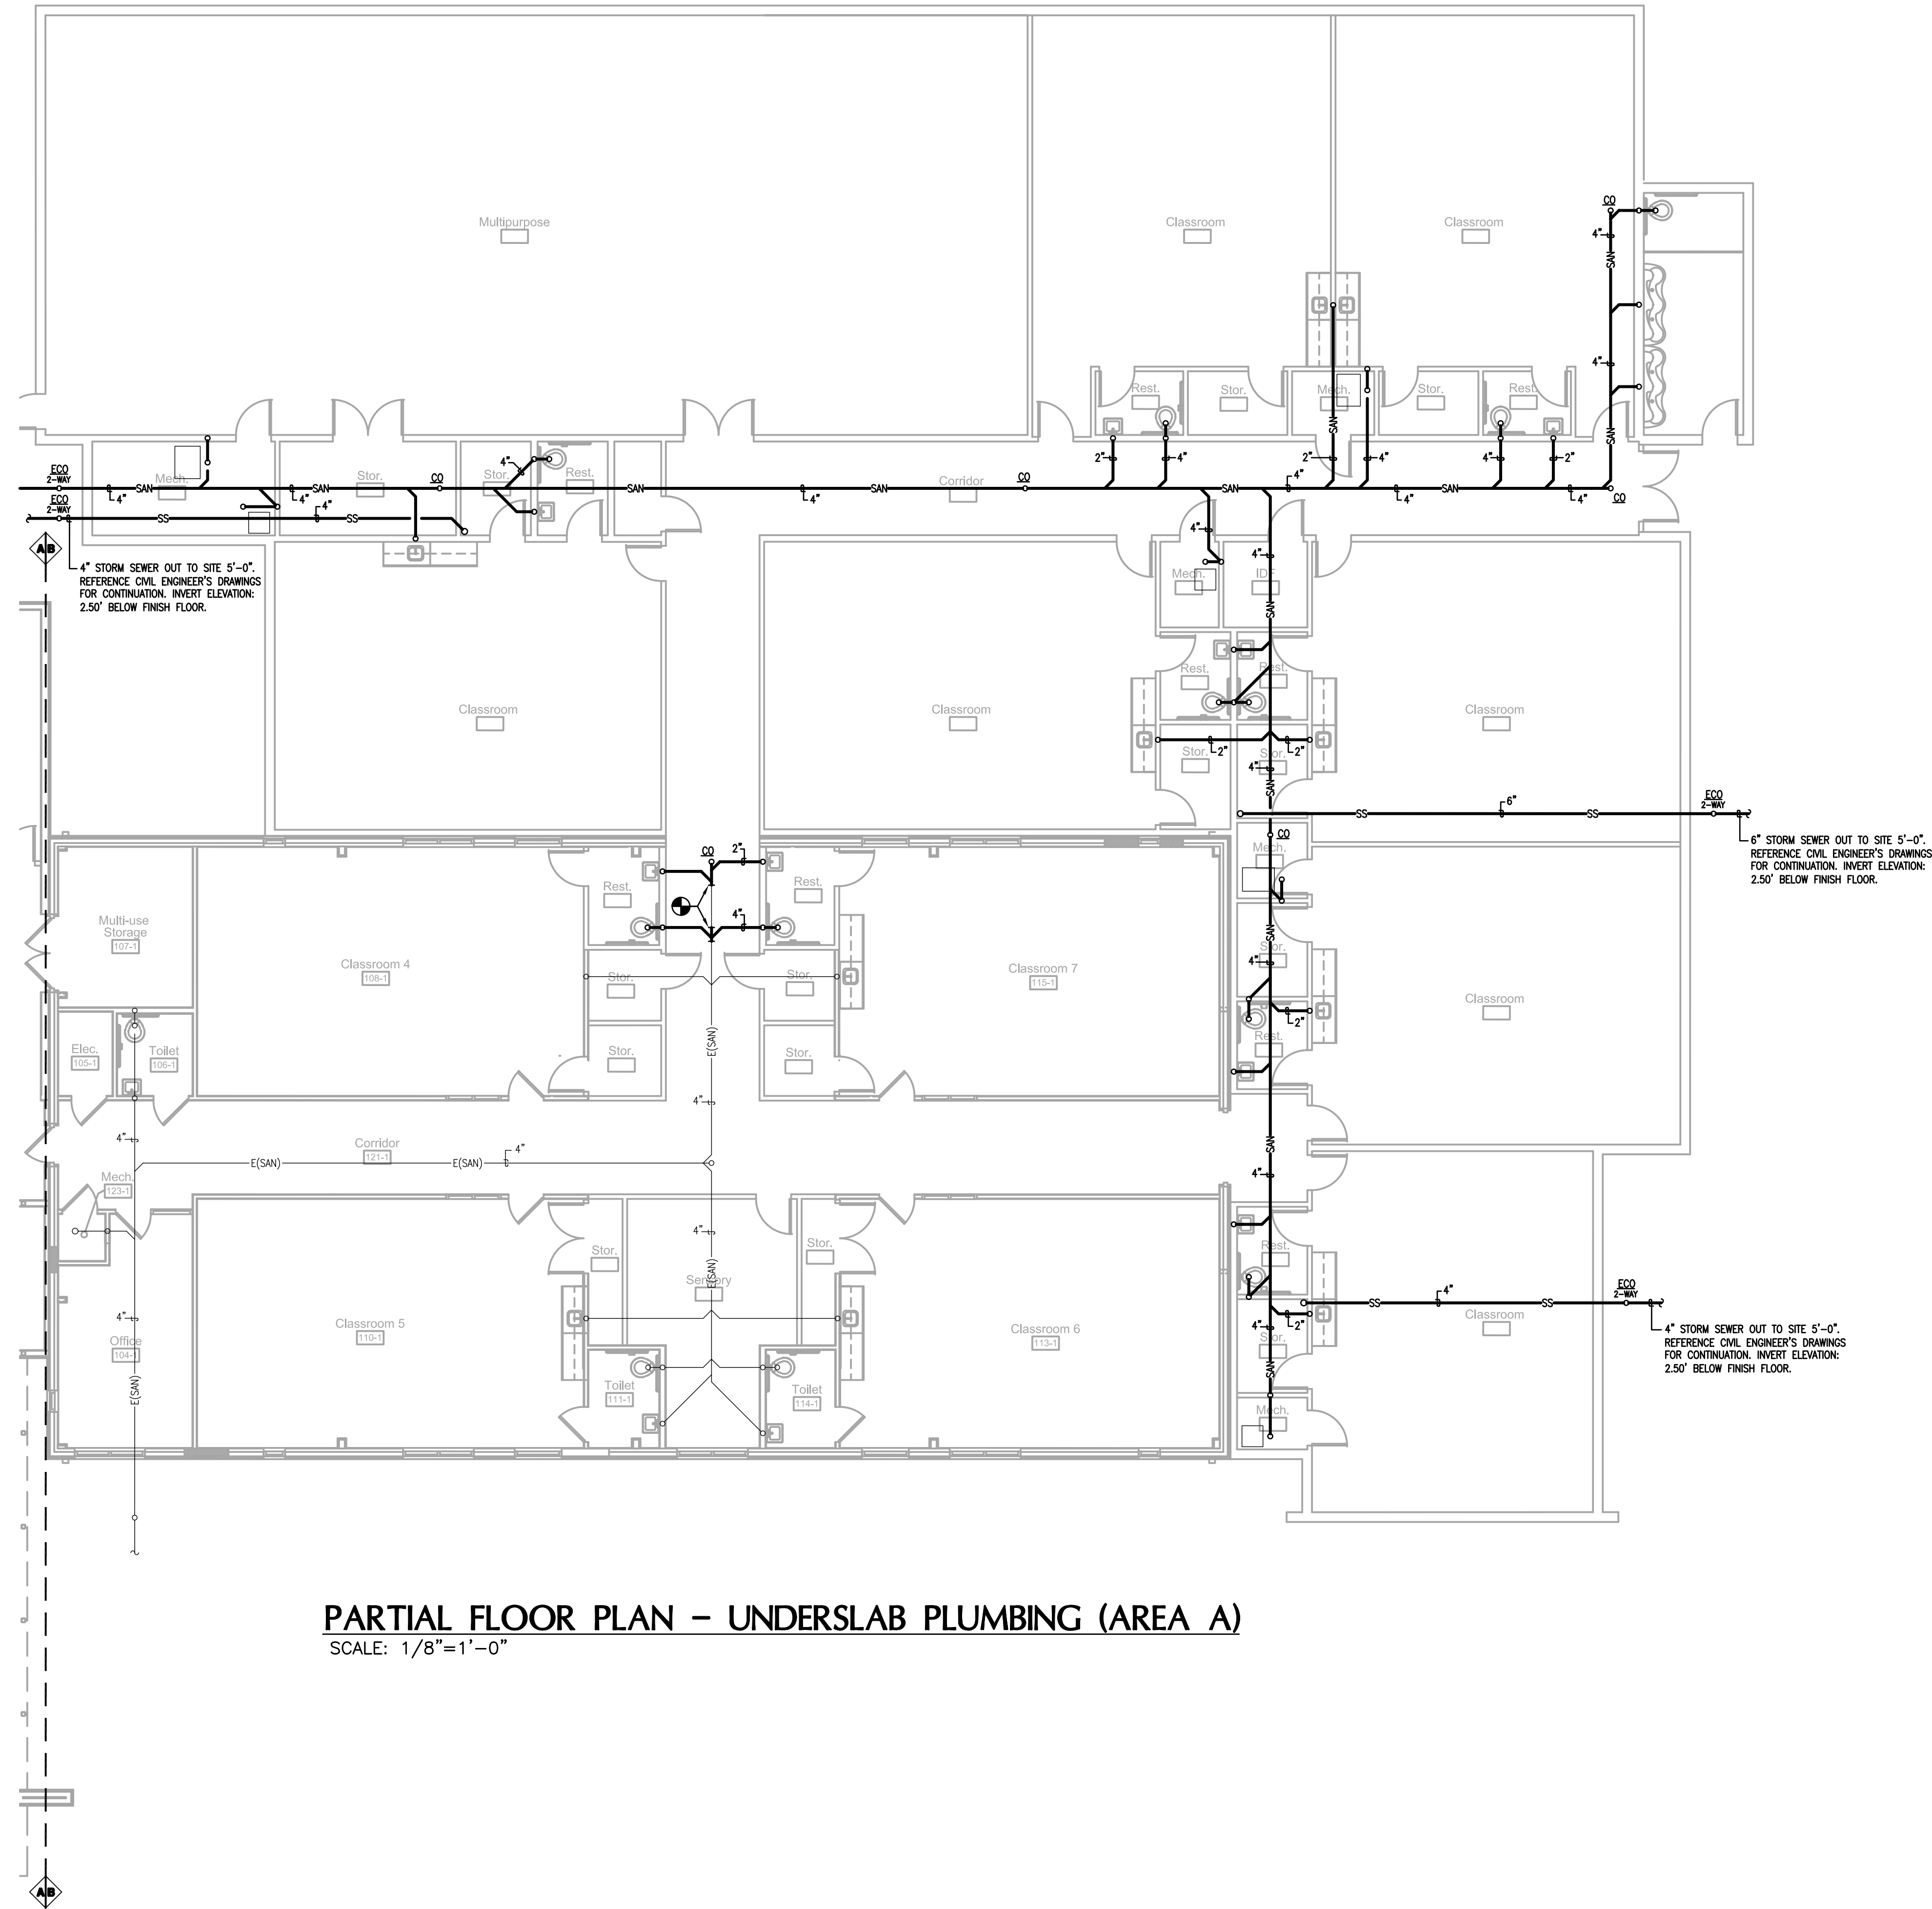 Multipurpose
Classroom
Classroom
CO
4"
SAN
4"
SAN
Rest.
Stor.
Mech.
Stor.
Rest.
SAN
2"
4"
2"
4"
4"
2"
ECO
2-WAY
4"
SAN
Mech.
4"
SAN
Stor.
CO
Stor.
4"
Rest.
SAN
4"
SAN
Corridor
CO
SAN
4"
4"
SAN
4"
CO
ECO
2-WAY
SS
4"
SS
AB
4" STORM SEWER OUT TO SITE 5'-0".
REFERENCE CIVIL ENGINEER'S DRAWINGS
FOR CONTINUATION. INVERT ELEVATION:
2.50' BELOW FINISH FLOOR.
4"
4"
Mech.
IDF
SAN
Rest.
Rest.
Classroom
Classroom
Classroom
Stor.
2"
2"
Stor.
4"
SAN
SS
6"
SS
ECO
2-WAY
6" STORM SEWER OUT TO SITE 5'-0".
REFERENCE CIVIL ENGINEER'S DRAWINGS
FOR CONTINUATION. INVERT ELEVATION:
2.50' BELOW FINISH FLOOR.
CO
Mech.
CO
2"
Rest.
Rest.
4"
Multi-use
Storage
107-1
Classroom 4
108-1
Stor.
Stor.
Classroom 7
115-1
SAN
Stor.
4"
2"
Rest.
Classroom
Elec.
105-1
Toilet
106-1
E(SAN)
Stor.
Stor.
4"
4"
Corridor
121-1
E(SAN)
E(SAN)
4"
SAN
4"
Mech.
123-1
4"
Stor.
Stor.
Sensory
E(SAN)
Rest.
4"
Office
104-1
E(SAN)
Classroom 5
110-1
Classroom 6
113-1
SS
4"
SS
ECO
2-WAY
4" STORM SEWER OUT TO SITE 5'-0".
REFERENCE CIVIL ENGINEER'S DRAWINGS
FOR CONTINUATION. INVERT ELEVATION:
2.50' BELOW FINISH FLOOR.
4"
2"
Stor.
SAN
Classroom
Toilet
111-1
Toilet
114-1
Mech.
PARTIAL FLOOR PLAN - UNDERSLAB PLUMBING (AREA A)
SCALE: 1/8"=1'-0"
AB